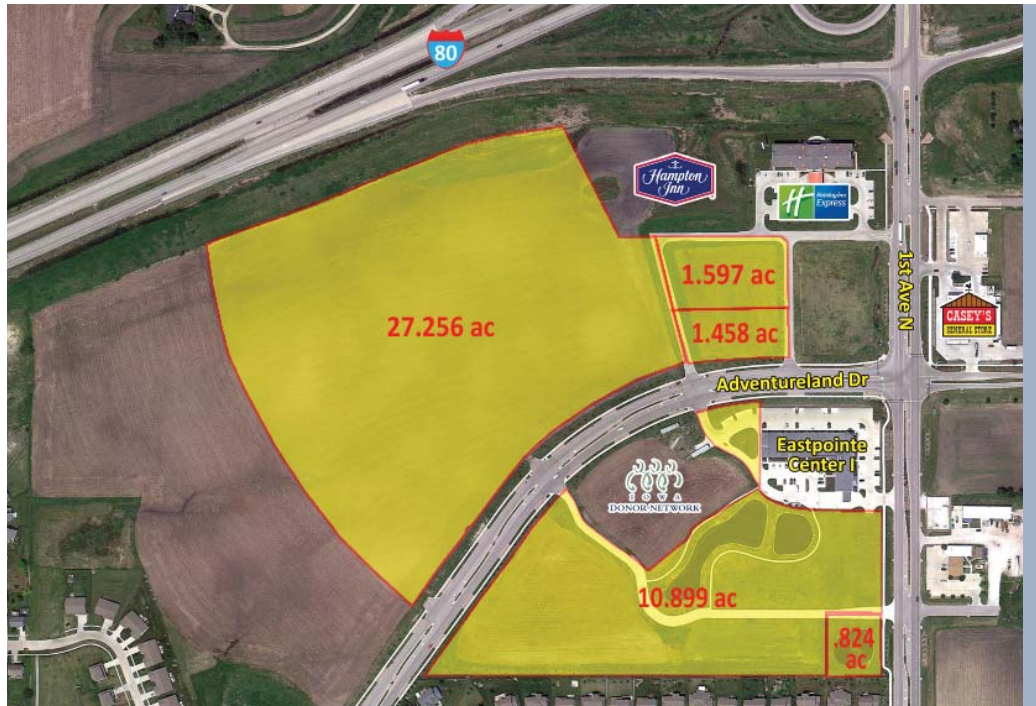 80
Hampton
Inn
H
Holiday Inn
Express
1st Ave N
CASEY'S
GENERAL STORE
1.597 ac
27.256 ac
1.458 ac
Adventureland Dr
Eastpointe
Center I
IOWA
DONOR NETWORK
10.899 ac
.824
ac